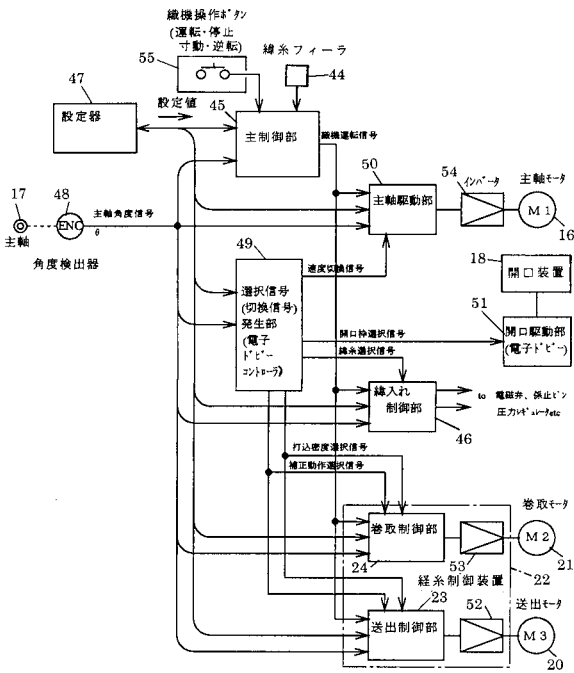 織機操作ボタン
(運転・停止
寸動・逆転)
55
緯糸フィーラ
44
47
設定値
45
設定器
主制御部
織機運転信号
50
54
インバータ
主軸モータ
主軸駆動部
M1
16
17
48
主軸角度信号
ENC
θ
主軸
角度検出器
49
速度切換信号
18
開口装置
選択信号
(切換信号)
発生部
(電子
ドビー
コントローラ)
51
開口枠選択信号
開口駆動部
(電子ドビー)
緯糸選択信号
緯入れ
制御部
to 電磁弁、係止ピン
圧力レギュレータetc
46
打込密度選択信号
補正動作選択信号
巻取モータ
巻取制御部
M2
24
53
21
22
経糸制御装置
23
52
送出モータ
送出制御部
M3
20